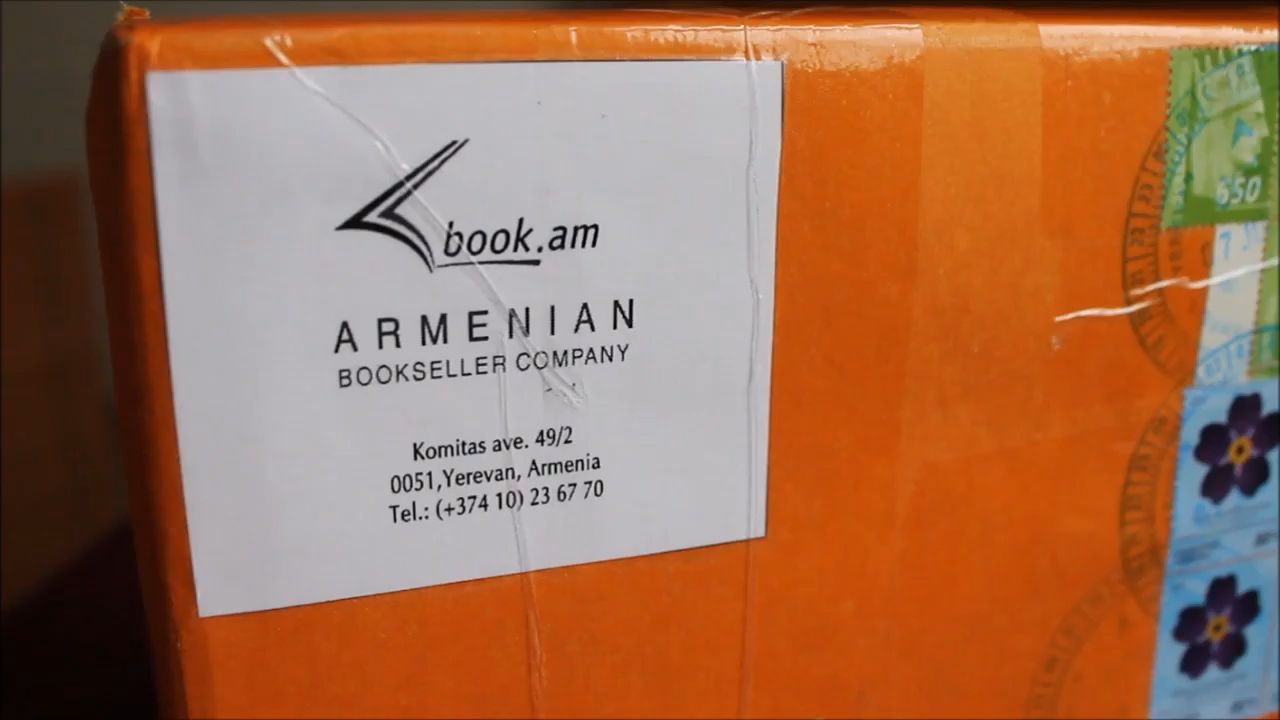 book.am
ARMENIAN
BOOKSELLER COMPANY
Komitas ave. 49/2
0051,Yerevan, Armenia
Tel.: (+374 10) 23 67 70
650